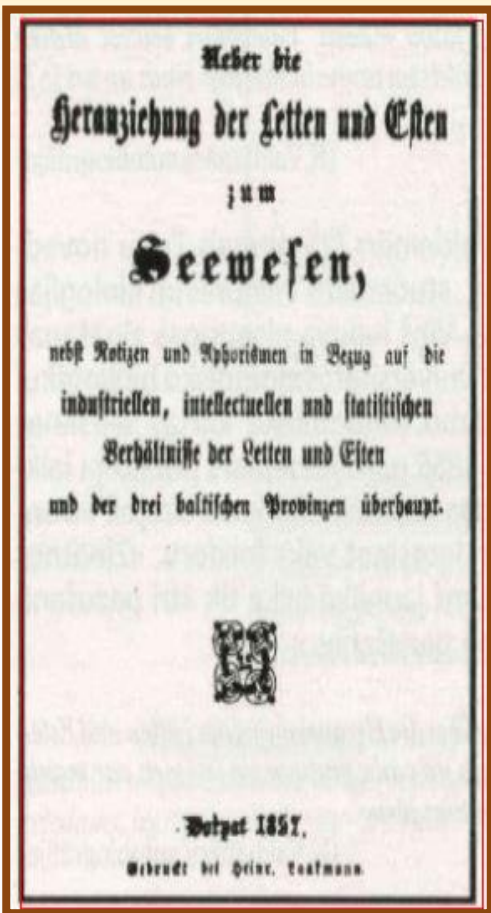 Ueber die
Heranziehung der Letten und Esten
zum
Seewesen,
nebst Notizen und Aphorismen in Bezug auf die
industriellen, intellectuellen und statistischen
Verhältnisse der Letten und Esten
und der drei baltischen Provinzen überhaupt.
Dorpat 1857.
Gedruckt bei Heinr. Laakmann.